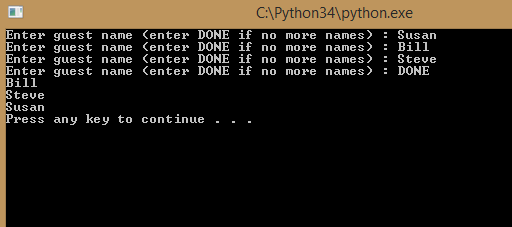 C:\Python34\python.exe
Enter guest name (enter DONE if no more names) : Susan
Enter guest name (enter DONE if no more names) : Bill
Enter guest name (enter DONE if no more names) : Steve
Enter guest name (enter DONE if no more names) : DONE
Bill
Steve
Susan
Press any key to continue . . .